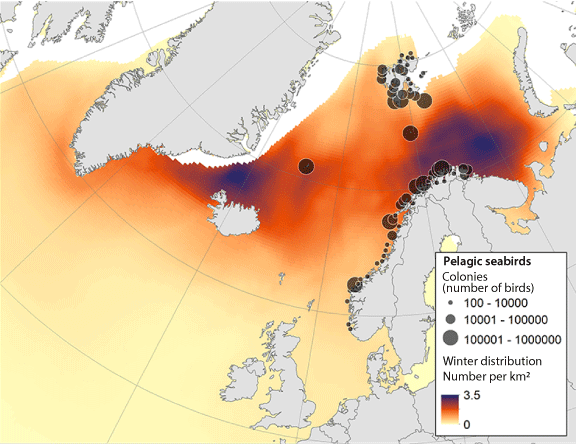 Pelagic seabirds
Colonies
(number of birds)
100 - 10000
10001 - 100000
100001 - 1000000
Winter distribution
Number per km²
3.5
0